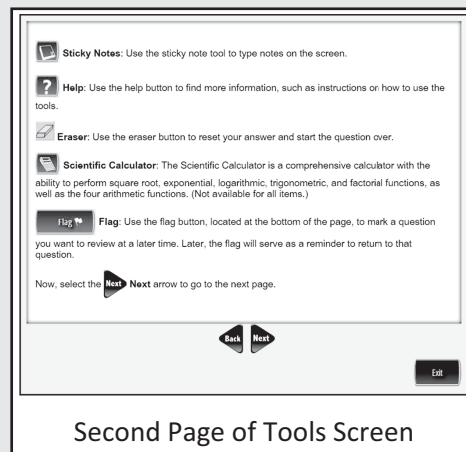 Sticky Notes: Use the sticky note tool to type notes on the screen.
? Help: Use the help button to find more information, such as instructions on how to use the
tools.
Eraser: Use the eraser button to reset your answer and start the question over.
Scientific Calculator: The Scientific Calculator is a comprehensive calculator with the
ability to perform square root, exponential, logarithmic, trigonometric, and factorial functions, as
well as the four arithmetic functions. (Not available for all items.)
Flag Flag: Use the flag button, located at the bottom of the page, to mark a question
you want to review at a later time. Later, the flag will serve as a reminder to return to that
question.
Now, select the Next Next arrow to go to the next page.
Back Next
Exit
Second Page of Tools Screen